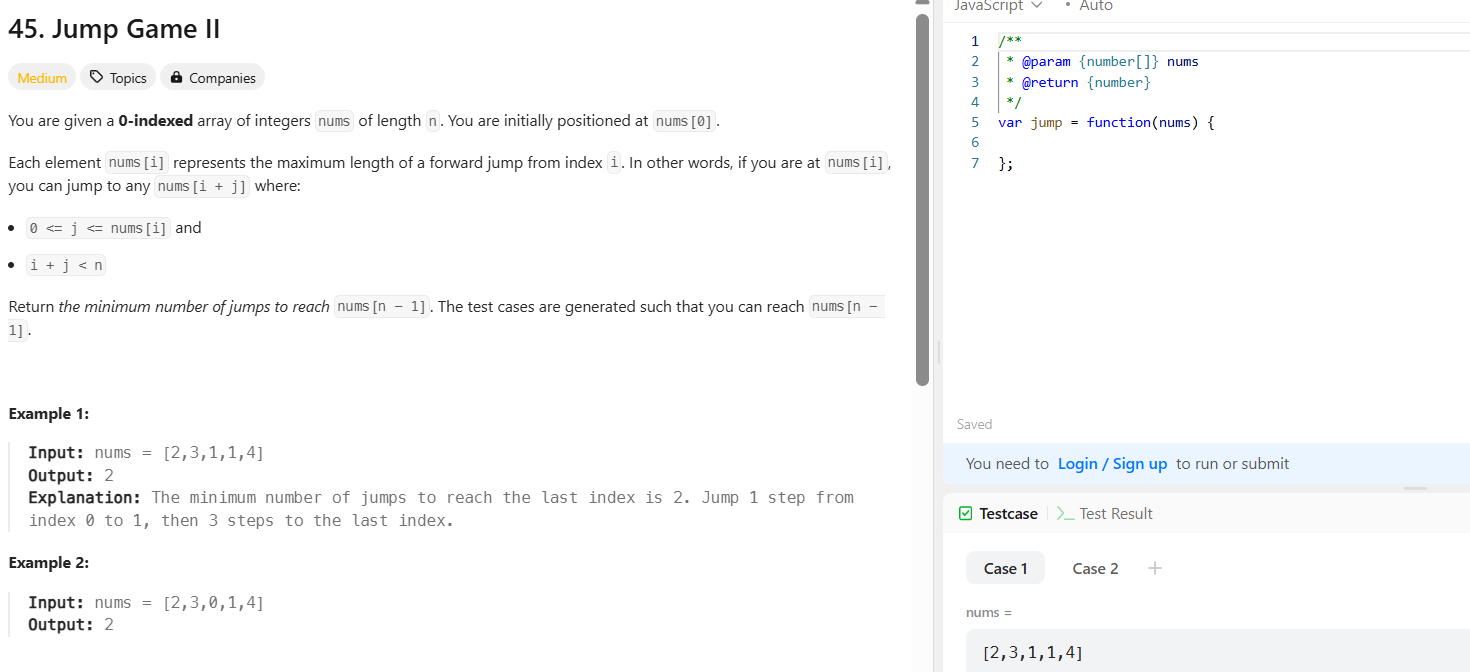 45. Jump Game II
Medium Topics Companies
You are given a 0-indexed array of integers nums of length n. You are initially positioned at nums[0].
Each element nums[i] represents the maximum length of a forward jump from index i. In other words, if you are at nums[i],
you can jump to any nums[i + j] where:
• 0 <= j <= nums[i] and
• i + j < n
Return the minimum number of jumps to reach nums[n - 1]. The test cases are generated such that you can reach nums[n -
1].
Example 1:
Input: nums = [2,3,1,1,4]
Output: 2
Explanation: The minimum number of jumps to reach the last index is 2. Jump 1 step from
index 0 to 1, then 3 steps to the last index.
Example 2:
Input: nums = [2,3,0,1,4]
Output: 2
JavaScript • Auto
1 /**
2 * @param {number[]} nums
3 * @return {number}
4 */
5 var jump = function(nums) {
6
7 };
Saved
You need to Login / Sign up to run or submit
Testcase >_ Test Result
Case 1 Case 2 +
nums =
[2,3,1,1,4]